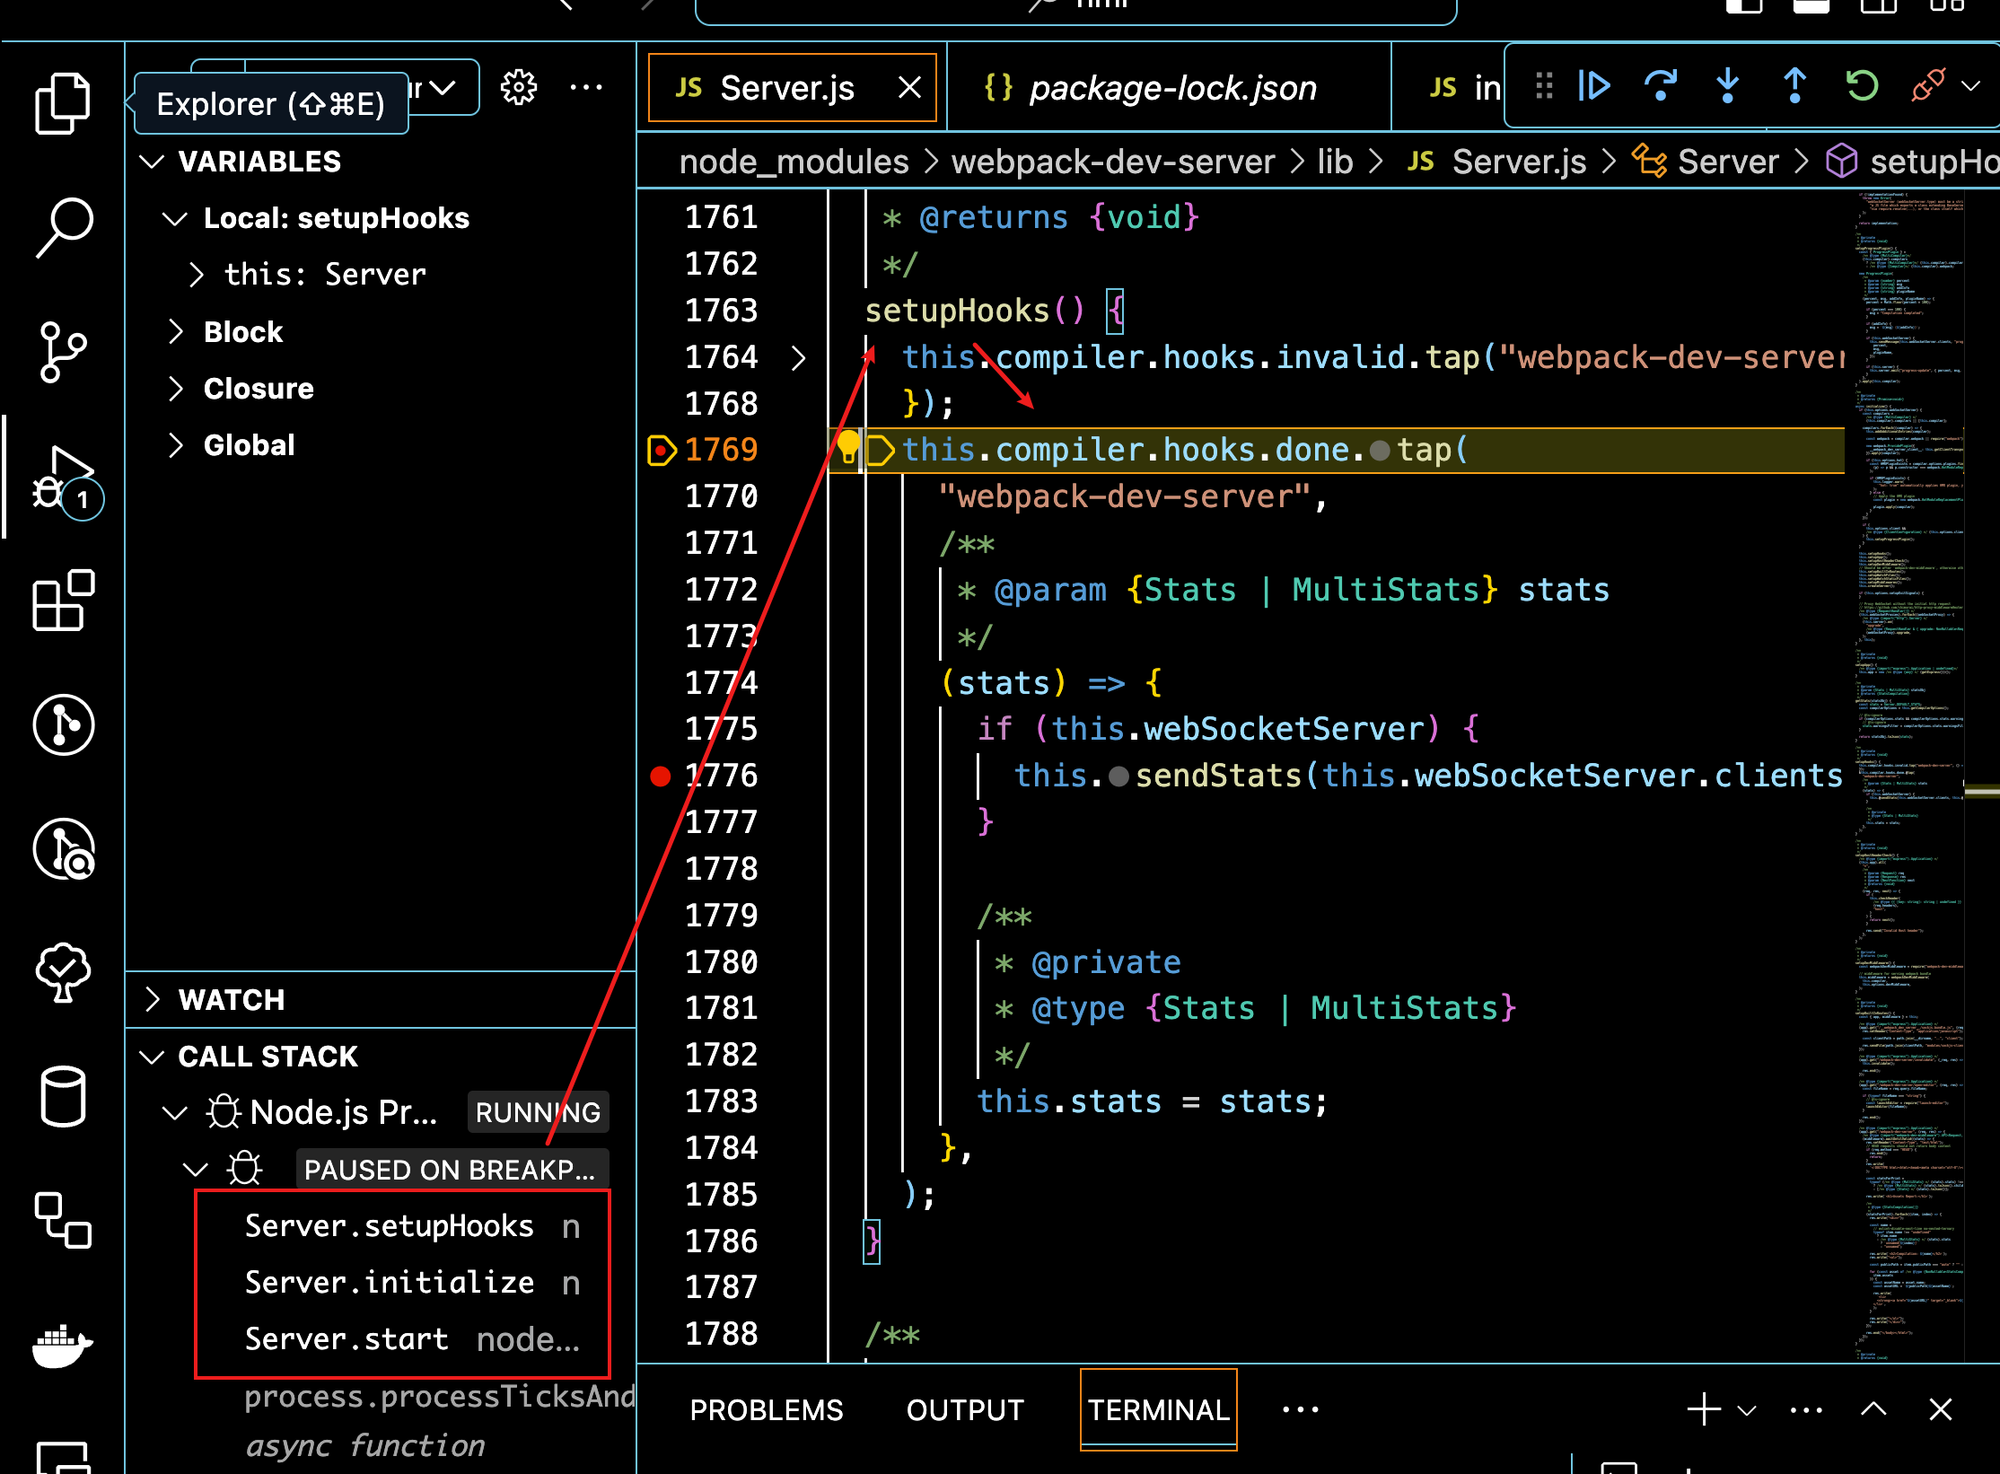 Explorer (⇧⌘E)
JS Server.js
{} package-lock.json
JS in
VARIABLES
Local: setupHooks
this: Server
Block
Closure
Global
1
WATCH
CALL STACK
Node.js Pr... RUNNING
PAUSED ON BREAKP...
Server.setupHooks n
Server.initialize n
Server.start node...
process.processTicksAnd
async function
node_modules > webpack-dev-server > lib > JS Server.js > Server > setupHo
1761 * @returns {void}
1762 */
1763 setupHooks() {
1764 this.compiler.hooks.invalid.tap("webpack-dev-server
1768 });
1769 this.compiler.hooks.done.tap(
1770 "webpack-dev-server",
1771 /**
1772 * @param {Stats | MultiStats} stats
1773 */
1774 (stats) => {
1775 if (this.webSocketServer) {
1776 this.sendStats(this.webSocketServer.clients
1777 }
1778
1779 /**
1780 * @private
1781 * @type {Stats | MultiStats}
1782 */
1783 this.stats = stats;
1784 },
1785 );
1786 }
1787
1788 /**
PROBLEMS OUTPUT TERMINAL